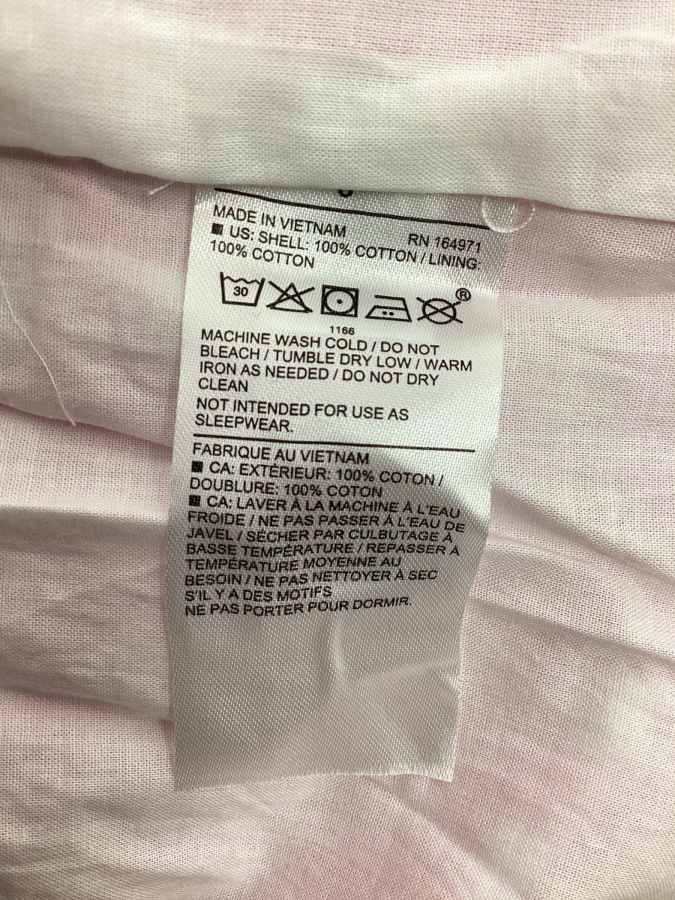 MADE IN VIETNAM RN 164971
■ US: SHELL: 100% COTTON / LINING:
100% COTTON
30
®
1166
MACHINE WASH COLD / DO NOT
BLEACH / TUMBLE DRY LOW / WARM
IRON AS NEEDED / DO NOT DRY
CLEAN
NOT INTENDED FOR USE AS
SLEEPWEAR.
FABRIQUE AU VIETNAM
■ CA: EXTÉRIEUR: 100% COTON /
DOUBLURE: 100% COTON
■ CA: LAVER À LA MACHINE À L'EAU
FROIDE / NE PAS PASSER À L'EAU DE
JAVEL / SÉCHER PAR CULBUTAGE À
BASSE TEMPÉRATURE / REPASSER À
TEMPÉRATURE MOYENNE AU
BESOIN / NE PAS NETTOYER À SEC
S'IL Y A DES MOTIFS
NE PAS PORTER POUR DORMIR.